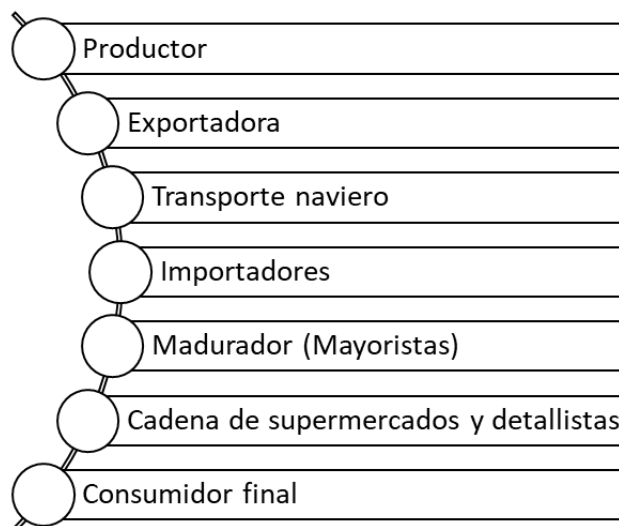 Productor
Exportadora
Transporte naviero
Importadores
Madurador (Mayoristas)
Cadena de supermercados y detallistas
Consumidor final